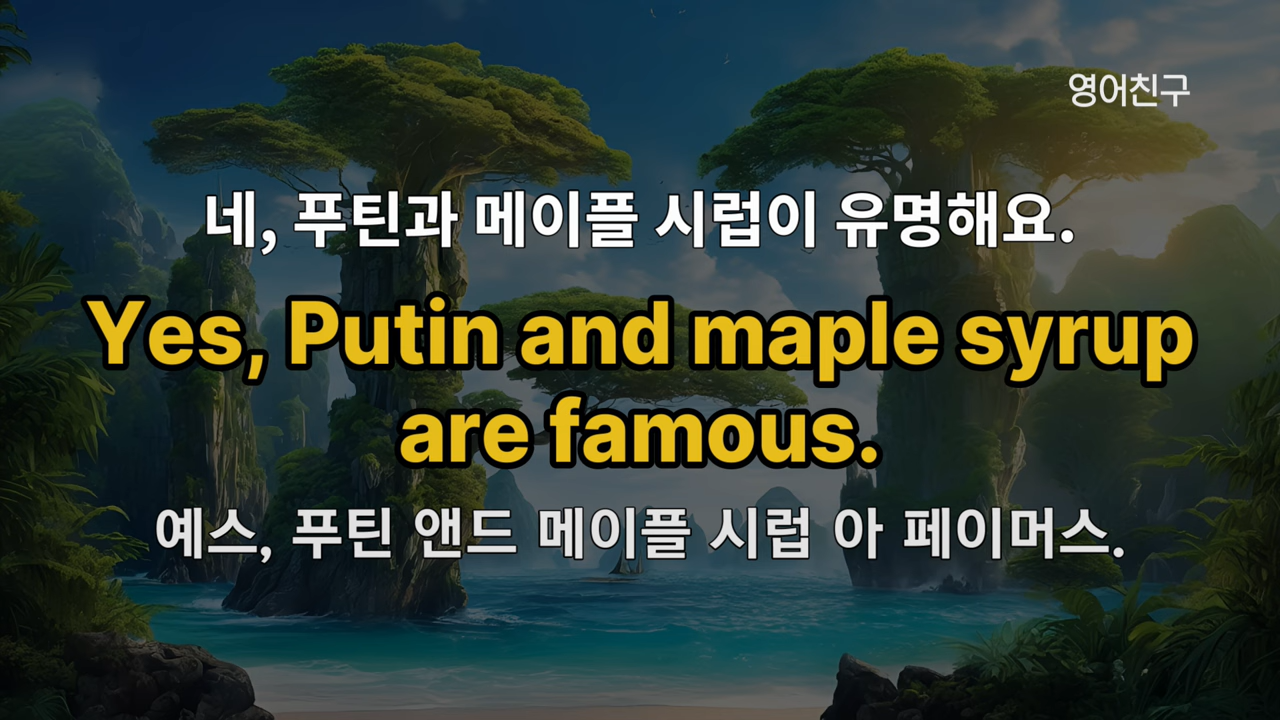 영어친구
네, 푸틴과 메이플 시럽이 유명해요.
Yes, Putin and maple syrup
are famous.
예스, 푸틴 앤드 메이플 시럽 아 페이머스.